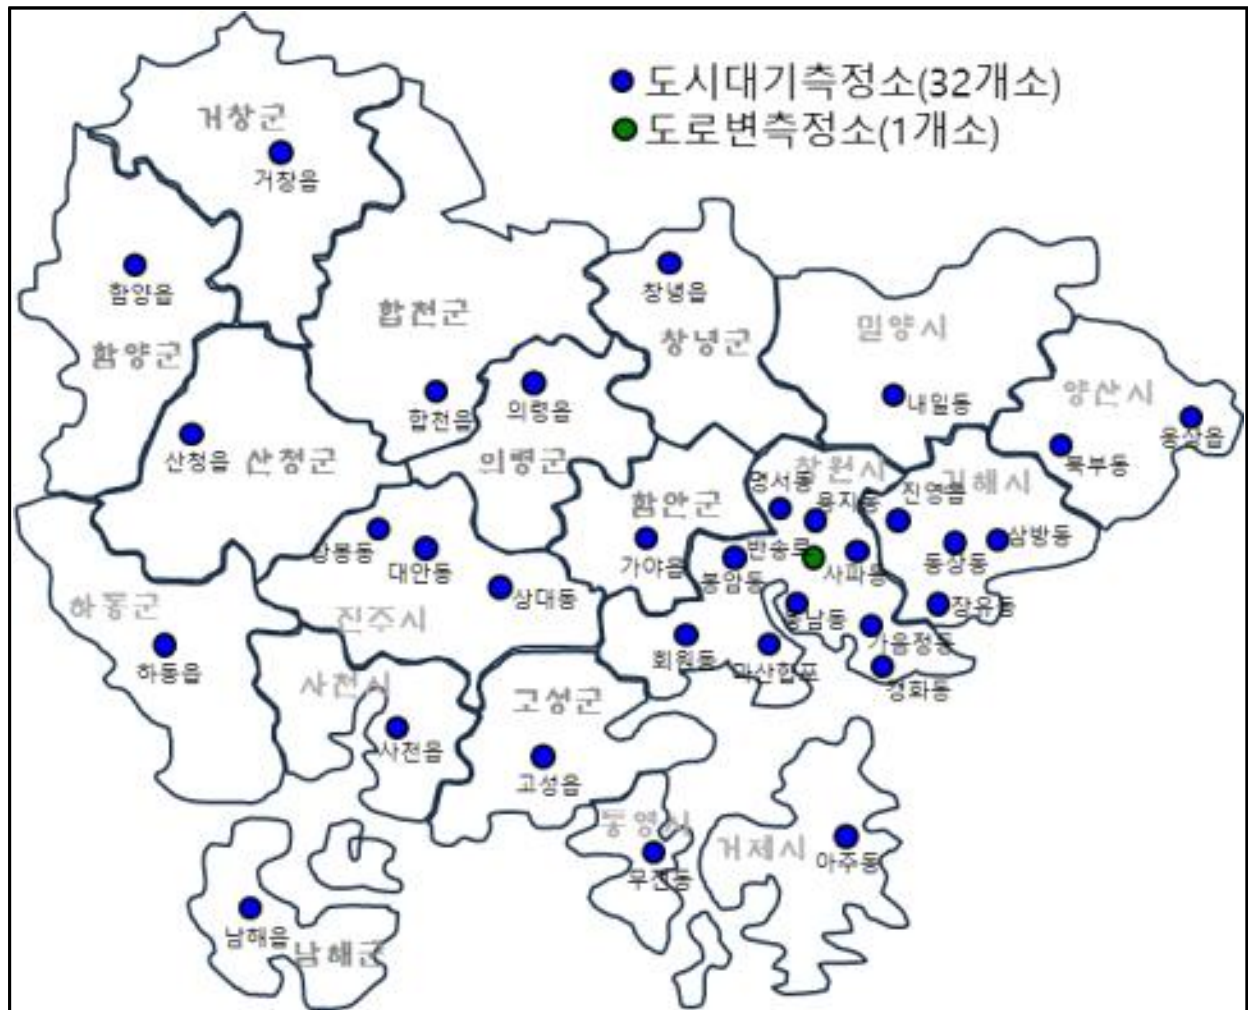 도시대기측정소(32개소)
도로변측정소(1개소)
거창군
거창읍
함양읍
함양군
합천군
합천읍
창녕읍
창녕군
밀양시
내일동
양산시
웅상읍
북부동
의령읍
의령군
산청읍
산청군
창원시
명서동
용지동
김해시
진영읍
함안군
가야읍
봉암동
반송로
사파동
동상동
삼방동
장유동
대안동
상대동
진주시
하동군
하동읍
회원동
마산합포
가음정동
경화동
사천시
사천읍
고성군
고성읍
통영시
무전동
거제시
아주동
남해읍
남해군